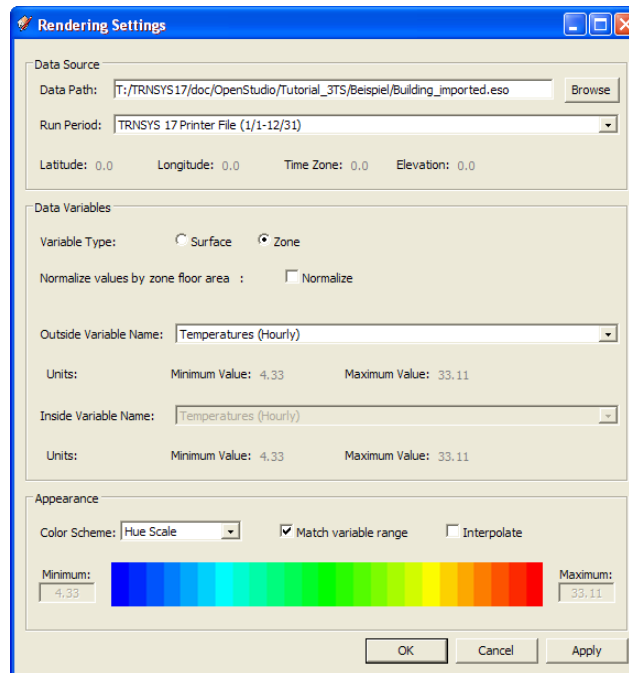 Rendering Settings
Data Source
Data Path: T:/TRNSYS17/doc/OpenStudio/Tutorial_3TS/Beispiel/Building_imported.eso Browse
Run Period: TRNSYS 17 Printer File (1/1-12/31)
Latitude: 0.0 Longitude: 0.0 Time Zone: 0.0 Elevation: 0.0
Data Variables
Variable Type: Surface Zone
Normalize values by zone floor area : Normalize
Outside Variable Name: Temperatures (Hourly)
Units: Minimum Value: 4.33 Maximum Value: 33.11
Inside Variable Name: Temperatures (Hourly)
Units: Minimum Value: 4.33 Maximum Value: 33.11
Appearance
Color Scheme: Hue Scale Match variable range Interpolate
Minimum: Maximum:
4.33 33.11
OK Cancel Apply